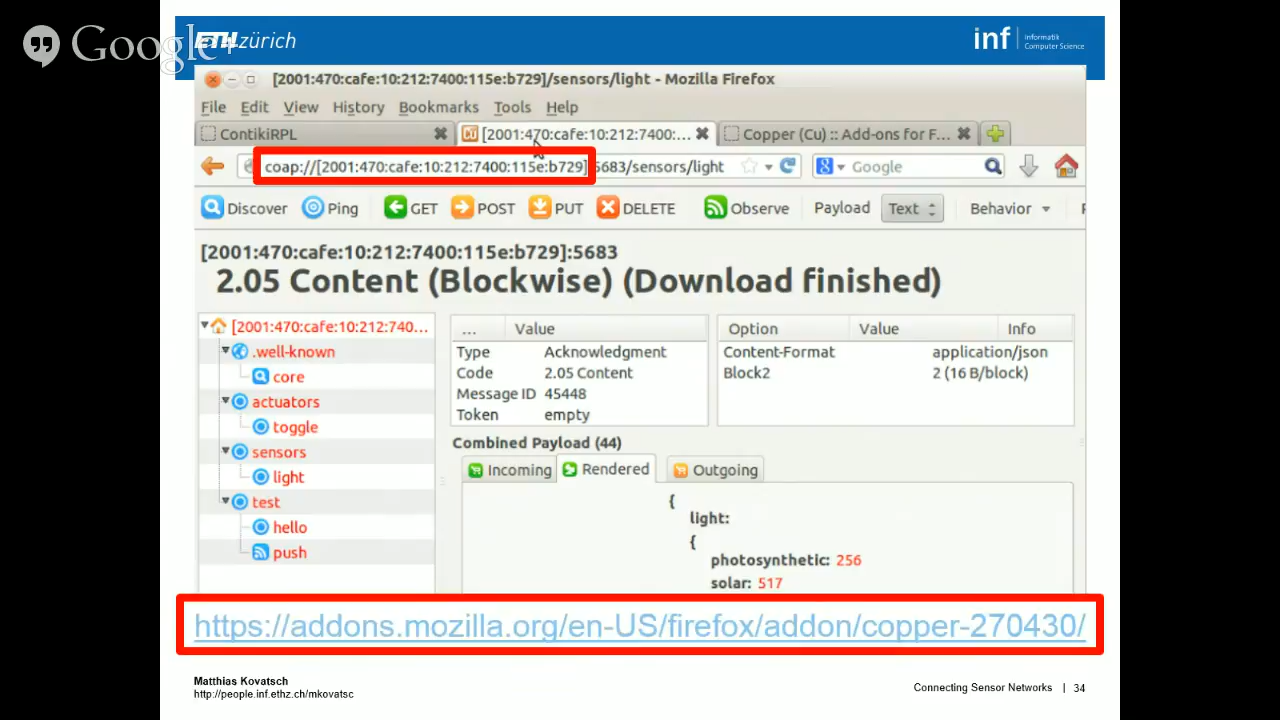 Google+
ETH zürich
inf Informatik
Computer Science
[2001:470:cafe:10:212:7400:115e:b729]/sensors/light - Mozilla Firefox
File Edit View History Bookmarks Tools Help
ContikiRPL [2001:470:cafe:10:212:7400:... Copper (Cu) :: Add-ons for F...
coap://[2001:470:cafe:10:212:7400:115e:b729]:5683/sensors/light Google
Discover Ping GET POST PUT DELETE Observe Payload Text Behavior
[2001:470:cafe:10:212:7400:115e:b729]:5683
2.05 Content (Blockwise) (Download finished)
[2001:470:cafe:10:212:740...
.well-known
core
actuators
toggle
sensors
light
test
hello
push
... Value
Type Acknowledgment
Code 2.05 Content
Message ID 45448
Token empty
Option Value Info
Content-Format application/json
Block2 2 (16 B/block)
Combined Payload (44)
Incoming Rendered Outgoing
{
light:
{
photosynthetic: 256
solar: 517
https://addons.mozilla.org/en-US/firefox/addon/copper-270430/
Matthias Kovatsch
http://people.inf.ethz.ch/mkovatsc
Connecting Sensor Networks | 34